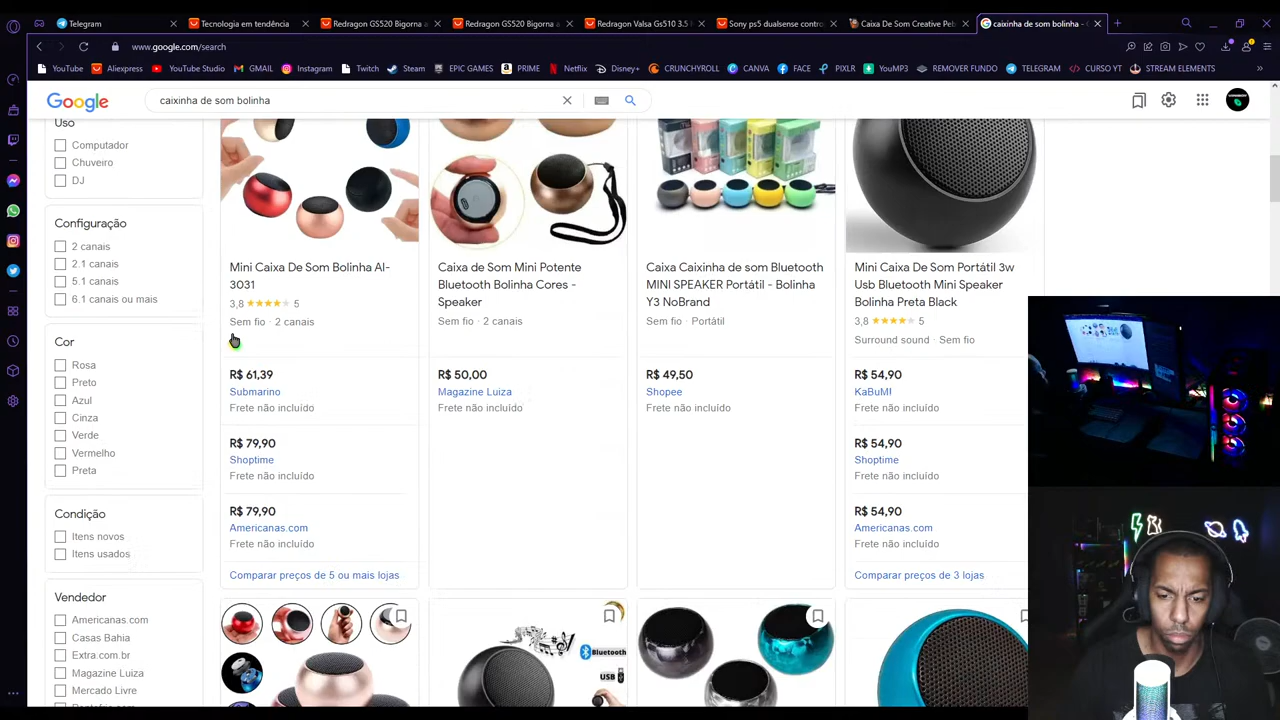 Telegram
Tecnologia em tendência
Redragon GS520 Bigorna a
Redragon GS520 Bigorna a
Redragon Valsa Gs510 3.5
Sony ps5 dualsense contro
Caixa De Som Creative Peb
caixinha de som bolinha -
www.google.com/search
YouTube
Aliexpress
YouTube Studio
GMAIL
Instagram
Twitch
Steam
EPIC GAMES
PRIME
Netflix
Disney+
CRUNCHYROLL
CANVA
FACE
PIXLR
YouMP3
REMOVER FUNDO
TELEGRAM
CURSO YT
STREAM ELEMENTS
Google
caixinha de som bolinha
Uso
Computador
Chuveiro
DJ
Configuração
2 canais
2.1 canais
5.1 canais
6.1 canais ou mais
Cor
Rosa
Preto
Azul
Cinza
Verde
Vermelho
Preta
Condição
Itens novos
Itens usados
Vendedor
Americanas.com
Casas Bahia
Extra.com.br
Magazine Luiza
Mercado Livre
Mini Caixa De Som Bolinha Al-
3031
3,8 ★★★★★ 5
Sem fio · 2 canais
R$ 61,39
Submarino
Frete não incluído
R$ 79,90
Shoptime
Frete não incluído
R$ 79,90
Americanas.com
Frete não incluído
Comparar preços de 5 ou mais lojas
Caixa de Som Mini Potente
Bluetooth Bolinha Cores -
Speaker
Sem fio · 2 canais
R$ 50,00
Magazine Luiza
Frete não incluído
Caixa Caixinha de som Bluetooth
MINI SPEAKER Portátil - Bolinha
Y3 NoBrand
Sem fio · Portátil
R$ 49,50
Shopee
Frete não incluído
Mini Caixa De Som Portátil 3w
Usb Bluetooth Mini Speaker
Bolinha Preta Black
3,8 ★★★★★ 5
Surround sound · Sem fio
R$ 54,90
KaBuM!
Frete não incluído
R$ 54,90
Shoptime
Frete não incluído
R$ 54,90
Americanas.com
Frete não incluído
Comparar preços de 3 lojas
Bluetooth
USB